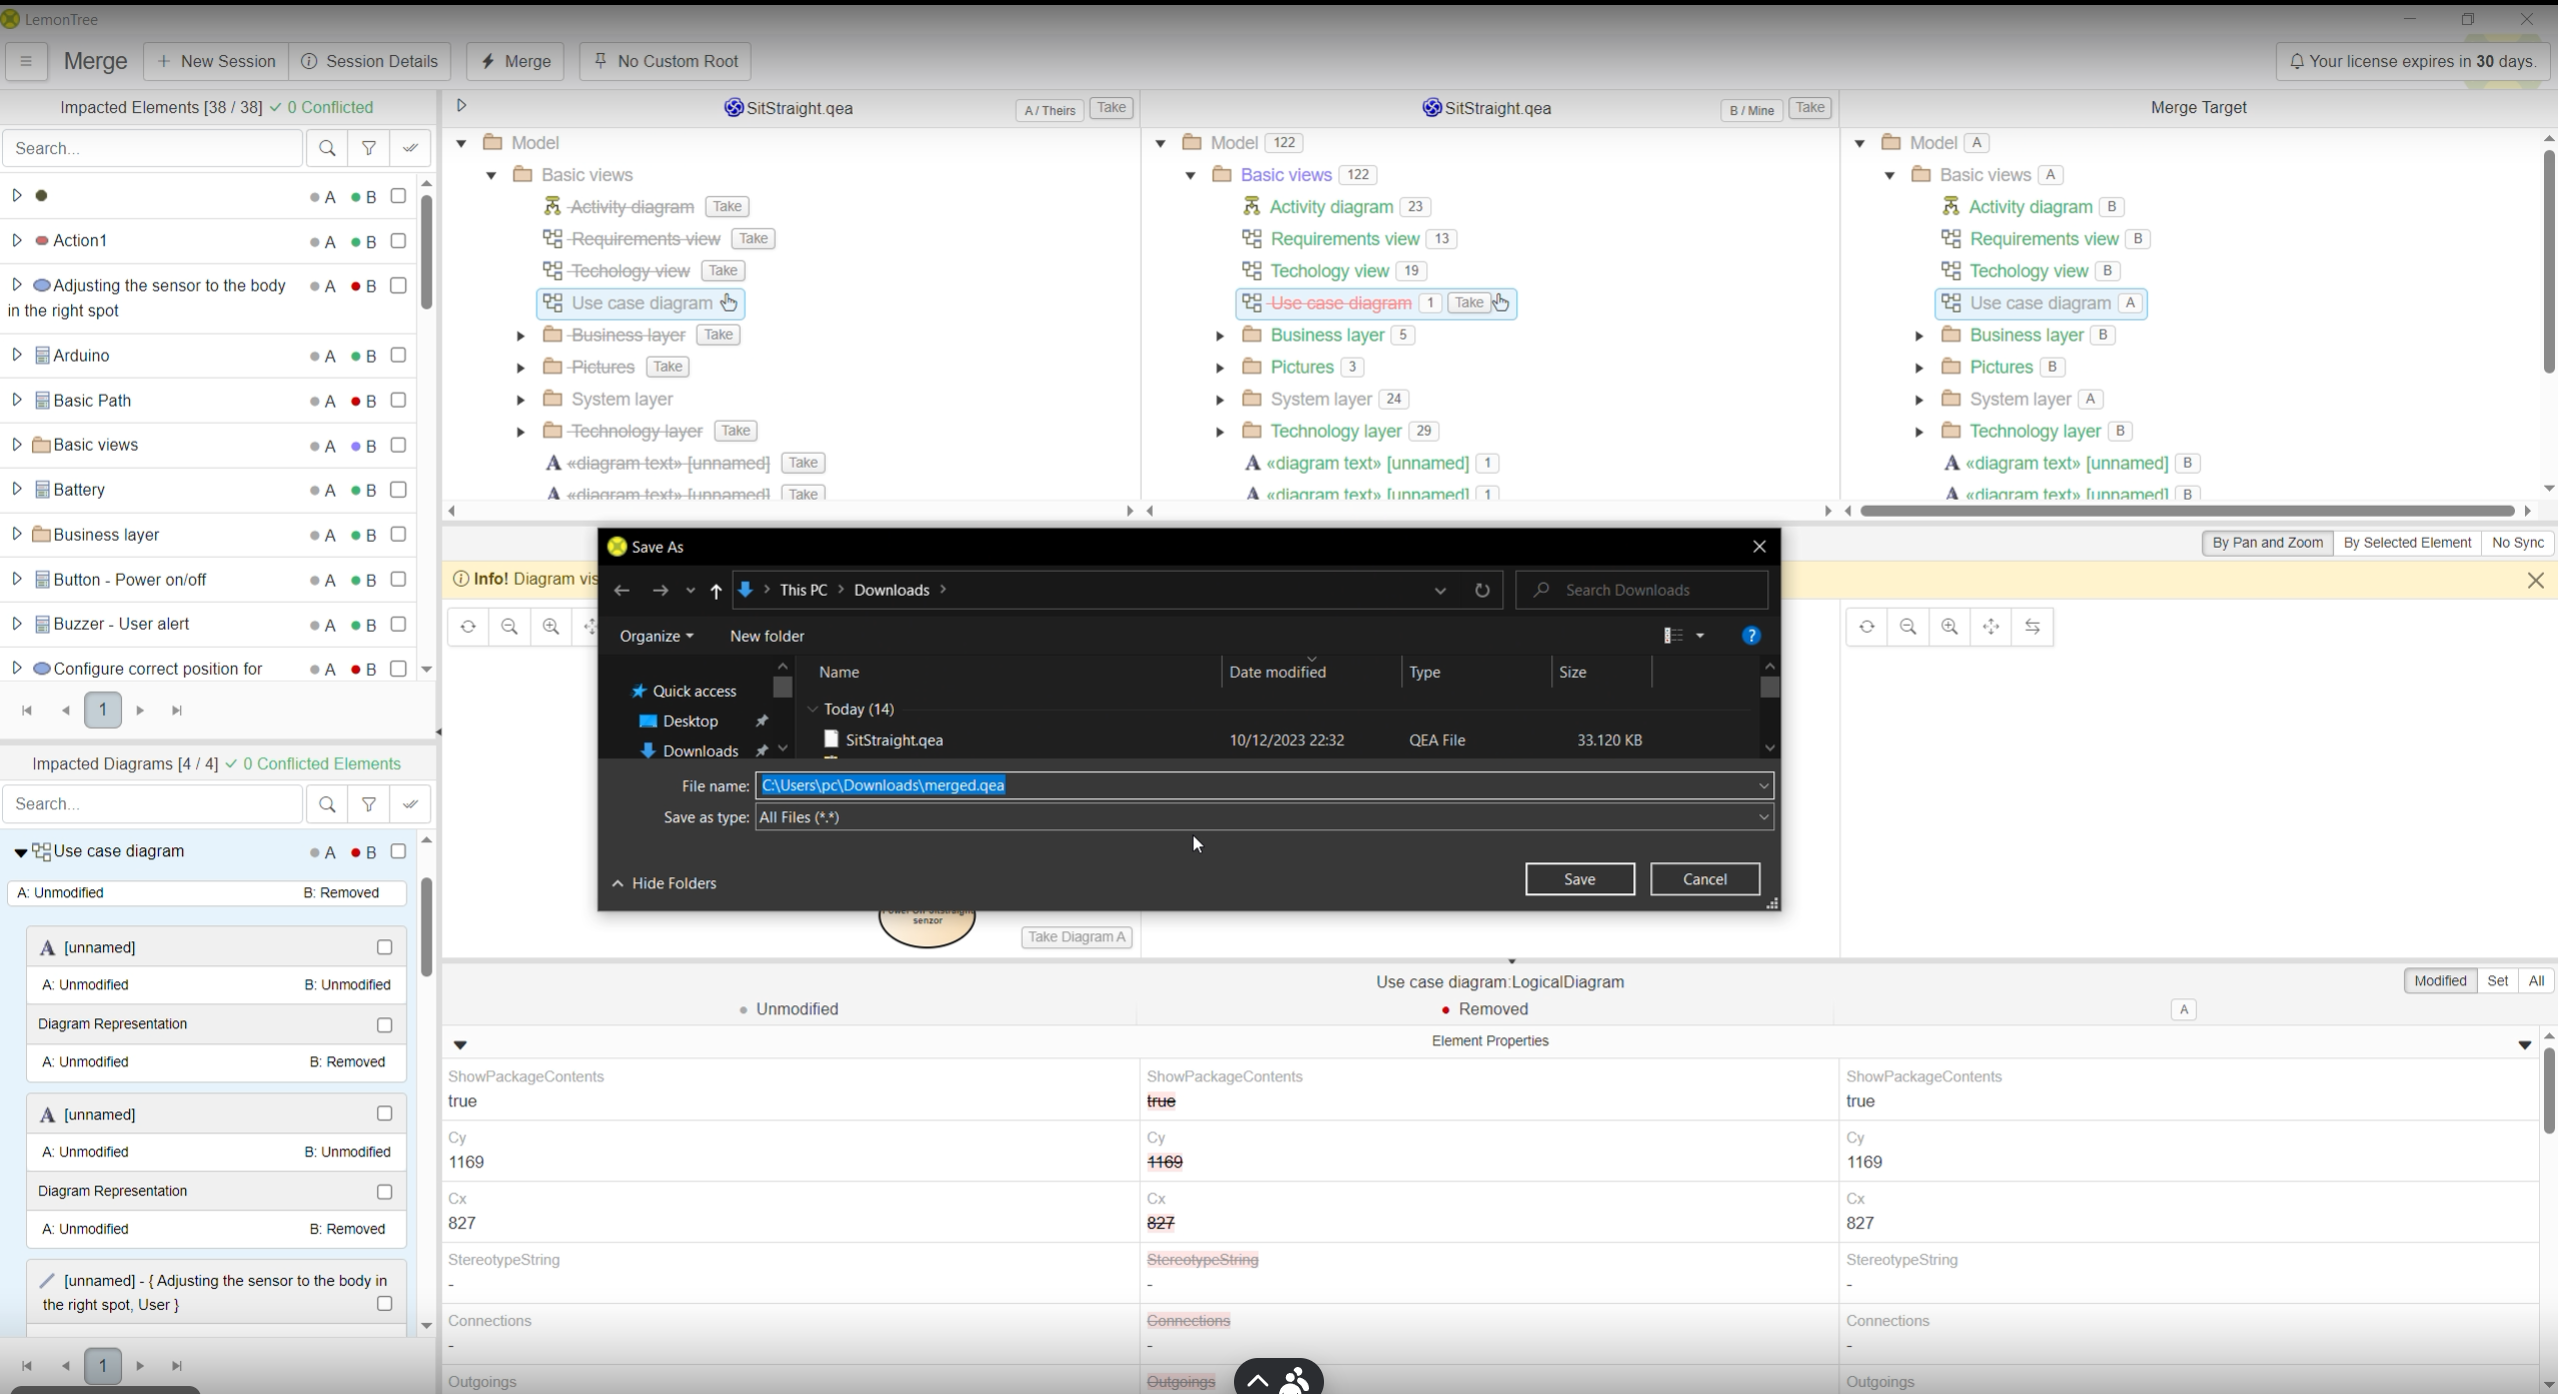 LemonTree
Merge
New Session
Session Details
Merge
No Custom Root
Your license expires in 30 days.
Impacted Elements [38 / 38] ✓ 0 Conflicted
Search...
Action1 A B
Adjusting the sensor to the body in the right spot A B
Arduino A B
Basic Path A B
Basic views A B
Battery A B
Business layer A B
Button - Power on/off A B
Buzzer - User alert A B
Configure correct position for A B
1
Impacted Diagrams [4 / 4] ✓ 0 Conflicted Elements
Search...
Use case diagram A B
A: Unmodified B: Removed
A [unnamed]
A: Unmodified B: Unmodified
Diagram Representation
A: Unmodified B: Removed
A [unnamed]
A: Unmodified B: Unmodified
Diagram Representation
A: Unmodified B: Removed
[unnamed] - { Adjusting the sensor to the body in
the right spot, User }
1
SitStraight.qea A / Theirs Take
Model
Basic views
Activity diagram Take
Requirements view Take
Techology view Take
Use case diagram
Business layer Take
Pictures Take
System layer
Technology layer Take
A «diagram text» [unnamed] Take
A «diagram text» [unnamed] Take
SitStraight.qea B / Mine Take
Model 122
Basic views 122
Activity diagram 23
Requirements view 13
Techology view 19
Use case diagram 1 Take
Business layer 5
Pictures 3
System layer 24
Technology layer 29
A «diagram text» [unnamed] 1
A «diagram text» [unnamed] 1
Merge Target
Model A
Basic views A
Activity diagram B
Requirements view B
Techology view B
Use case diagram A
Business layer B
Pictures B
System layer A
Technology layer B
A «diagram text» [unnamed] B
A «diagram text» [unnamed] B
By Pan and Zoom By Selected Element No Sync
Info! Diagram vis
Save As
This PC > Downloads >
Search Downloads
Organize New folder
Quick access
Desktop
Downloads
Name Date modified Type Size
Today (14)
SitStraight.qea 10/12/2023 22:32 QEA File 33.120 KB
File name: C:\Users\pc\Downloads\merged.qea
Save as type: All Files (*.*)
Hide Folders
Save
Cancel
senzor
Take Diagram A
Use case diagram:LogicalDiagram
Modified Set All
Unmodified Removed A
Element Properties
ShowPackageContents ShowPackageContents ShowPackageContents
true true true
Cy Cy Cy
1169 1169 1169
Cx Cx Cx
827 827 827
StereotypeString StereotypeString StereotypeString
- - -
Connections Connections Connections
- - -
Outgoings Outgoings Outgoings